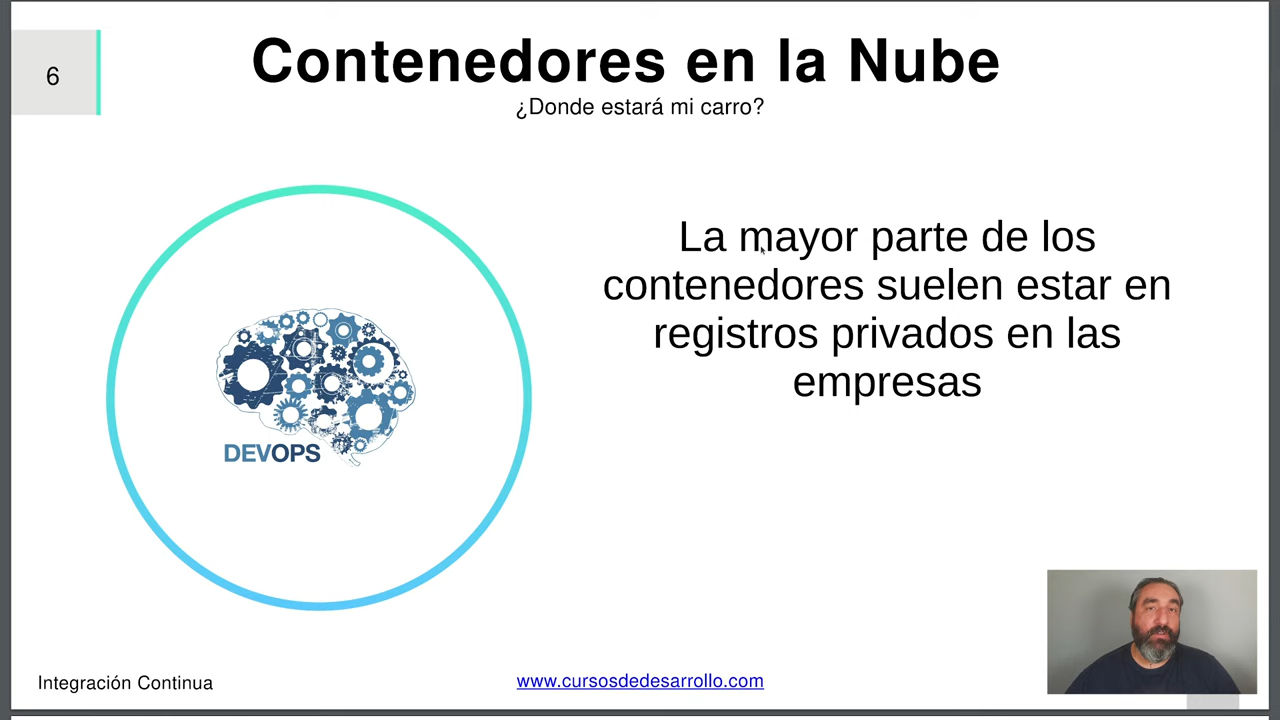 6
Contenedores en la Nube
¿Donde estará mi carro?
La mayor parte de los
contenedores suelen estar en
registros privados en las
empresas
DEVOPS
Integración Continua
www.cursosdedesarrollo.com